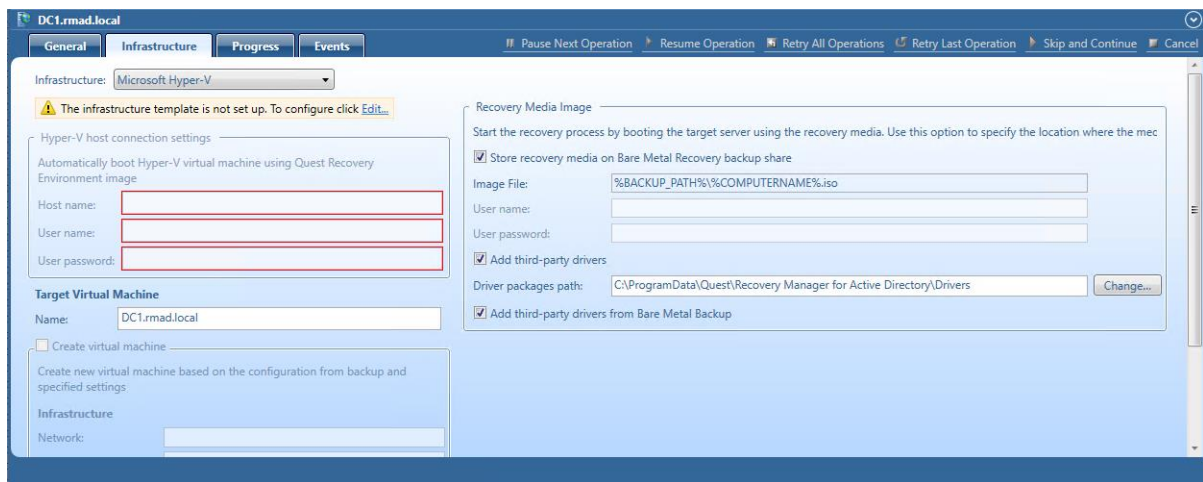 DC1.rmad.local
General Infrastructure Progress Events Pause Next Operation Resume Operation Retry All Operations Retry Last Operation Skip and Continue Cancel
Infrastructure: Microsoft Hyper-V
The infrastructure template is not set up. To configure click Edit...
Hyper-V host connection settings
Automatically boot Hyper-V virtual machine using Quest Recovery
Environment image
Host name:
User name:
User password:
Target Virtual Machine
Name: DC1.rmad.local
Create virtual machine
Create new virtual machine based on the configuration from backup and
specified settings
Infrastructure
Network:
Recovery Media Image
Start the recovery process by booting the target server using the recovery media. Use this option to specify the location where the mec
Store recovery media on Bare Metal Recovery backup share
Image File: %BACKUP_PATH%\%COMPUTERNAME%.iso
User name:
User password:
Add third-party drivers
Driver packages path: C:\ProgramData\Quest\Recovery Manager for Active Directory\Drivers Change...
Add third-party drivers from Bare Metal Backup